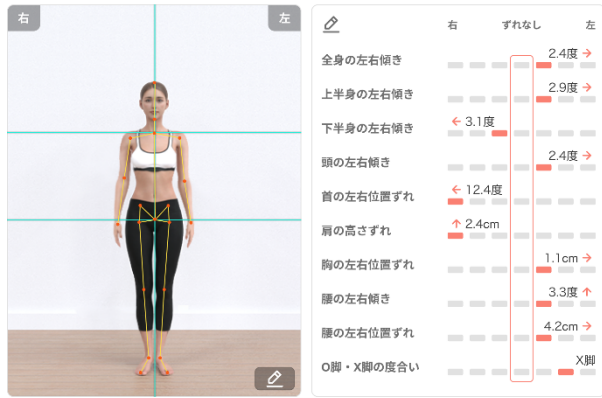 右
左
右 ずれなし 左
全身の左右傾き 2.4度 →
上半身の左右傾き 2.9度 →
下半身の左右傾き ← 3.1度
頭の左右傾き 2.4度 →
首の左右位置ずれ ← 12.4度
肩の高さずれ ↑ 2.4cm
胸の左右位置ずれ 1.1cm →
腰の左右傾き 3.3度 ↑
腰の左右位置ずれ 4.2cm →
O脚・X脚の度合い X脚